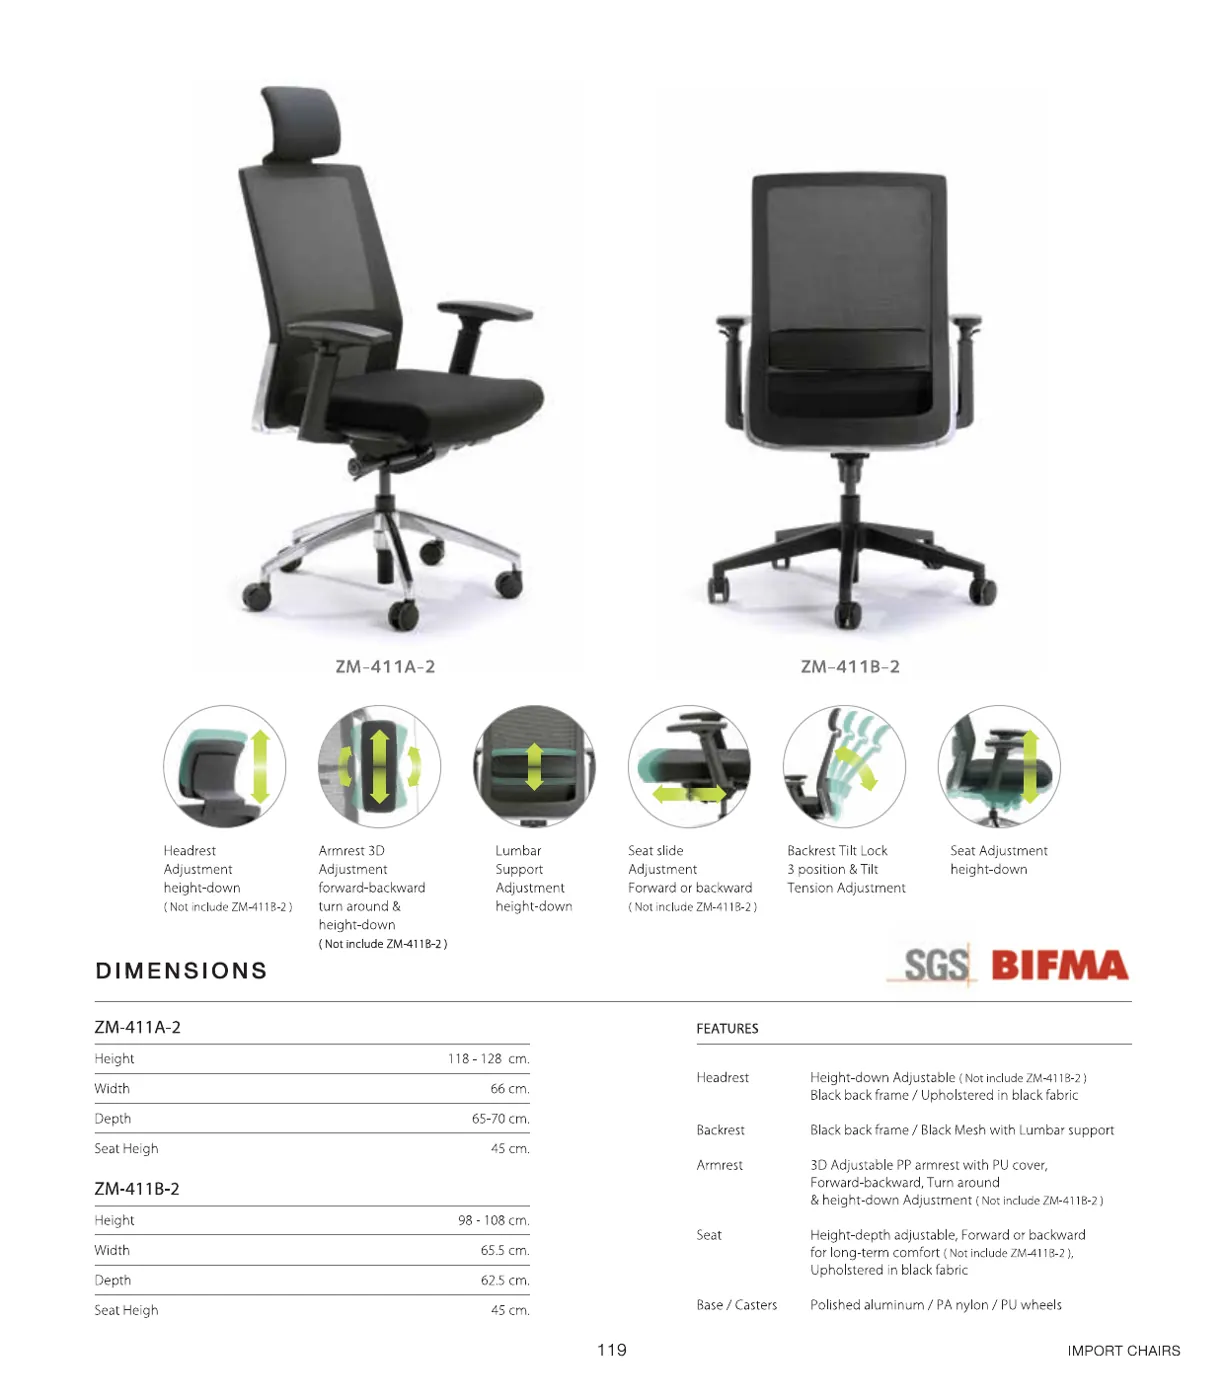 ZM-411A-2
ZM-411B-2
Headrest
Adjustment
height-down
( Not include ZM-411B-2 )
Armrest 3D
Adjustment
forward-backward
turn around &
height-down
( Not include ZM-411B-2 )
Lumbar
Support
Adjustment
height-down
Seat slide
Adjustment
Forward or backward
( Not include ZM-411B-2 )
Backrest Tilt Lock
3 position & Tilt
Tension Adjustment
Seat Adjustment
height-down
DIMENSIONS
SGS BIFMA
ZM-411A-2
Height 118 - 128 cm.
Width 66 cm.
Depth 65-70 cm.
Seat Heigh 45 cm.
ZM-411B-2
Height 98 - 108 cm.
Width 65.5 cm.
Depth 62.5 cm.
Seat Heigh 45 cm.
FEATURES
Headrest Height-down Adjustable ( Not include ZM-411B-2 )
Black back frame / Upholstered in black fabric
Backrest Black back frame / Black Mesh with Lumbar support
Armrest 3D Adjustable PP armrest with PU cover,
Forward-backward, Turn around
& height-down Adjustment ( Not include ZM-411B-2 )
Seat Height-depth adjustable, Forward or backward
for long-term comfort ( Not include ZM-411B-2 ),
Upholstered in black fabric
Base / Casters Polished aluminum / PA nylon / PU wheels
119
IMPORT CHAIRS